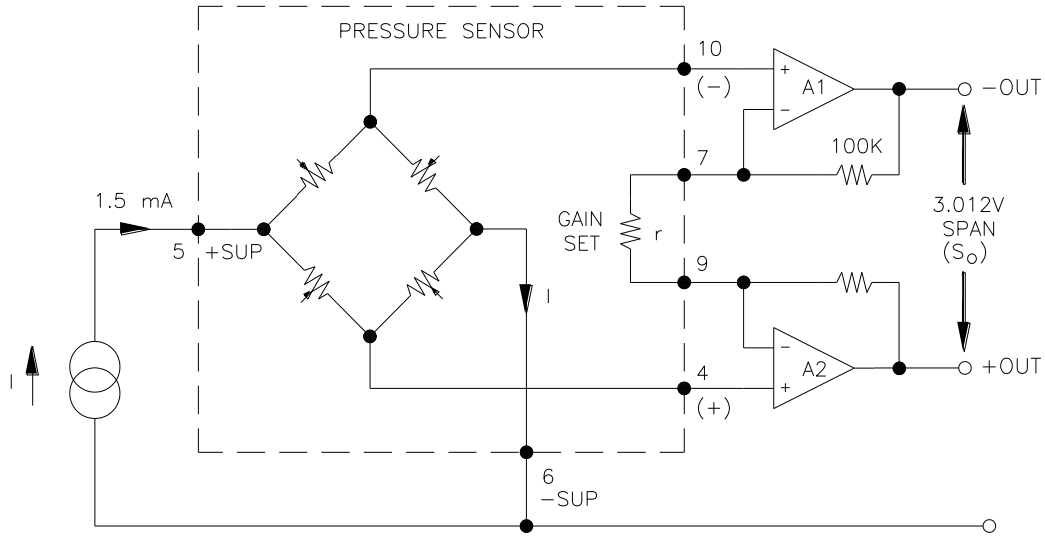 PRESSURE SENSOR
10
(−)
+
A1
−
−OUT
100K
7
1.5 mA
3.012V
SPAN
(So)
GAIN
SET
r
5
+SUP
9
I
I
−
A2
+
+OUT
4
(+)
6
−SUP